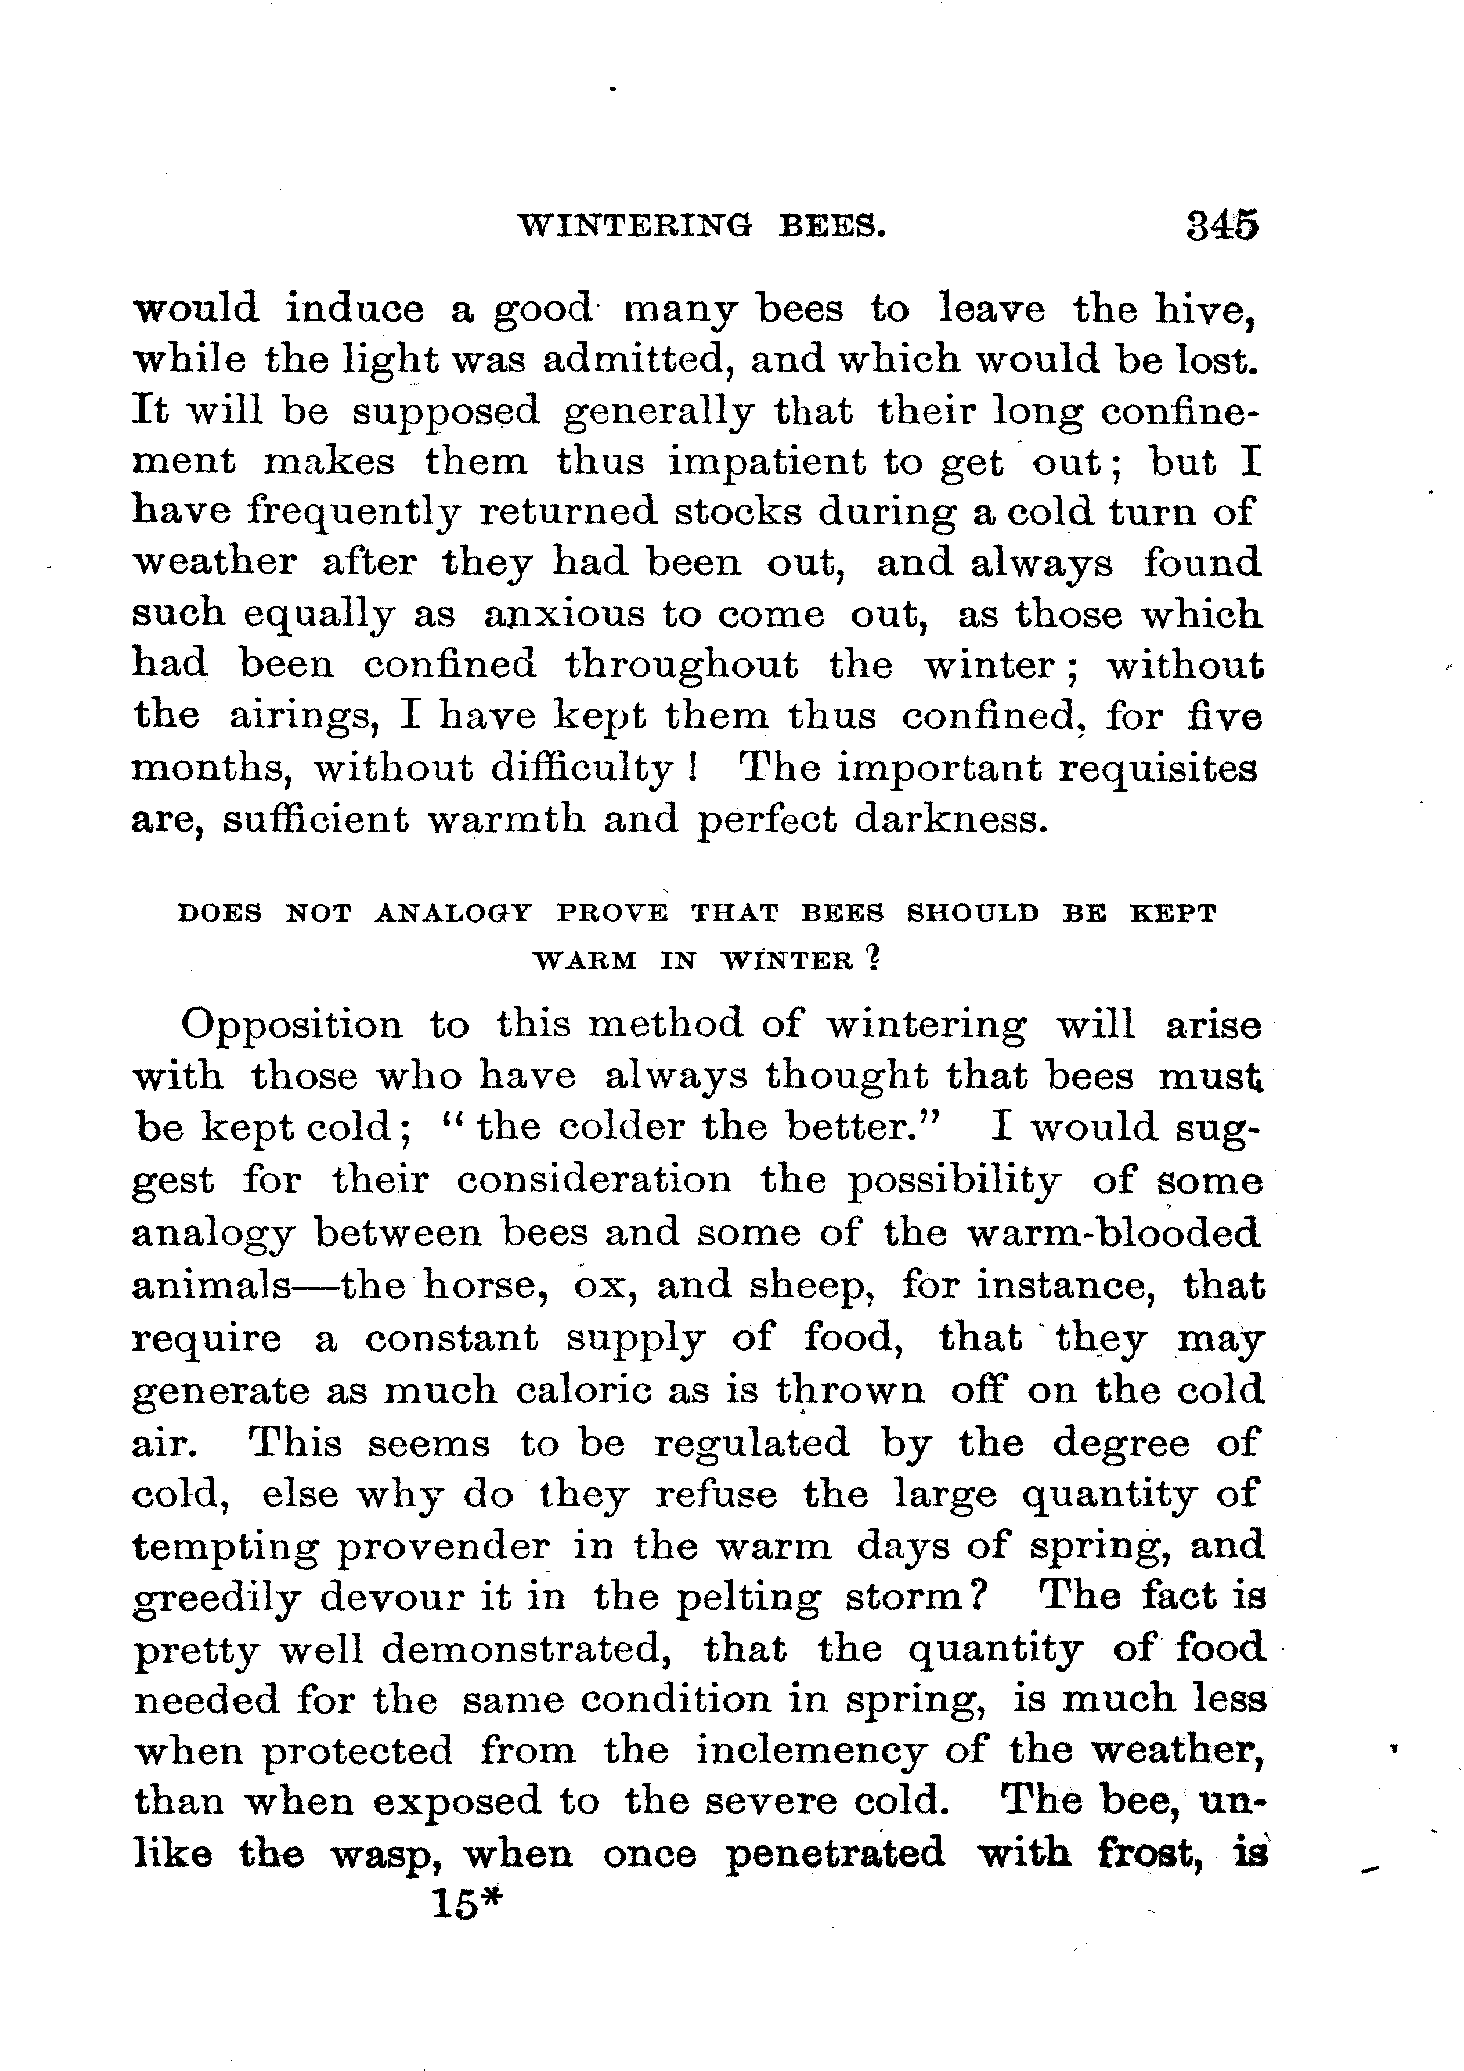 WINTERING BEES. 345
would induce a good many bees to leave the hive,
while the light was admitted, and which would be lost.
It will be supposed generally that their long confine-
ment makes them thus impatient to get out; but I
have frequently returned stocks during a cold turn of
weather after they had been out, and always found
such equally as anxious to come out, as those which
had been confined throughout the winter; without
the airings, I have kept them thus confined, for five
months, without difficulty! The important requisites
are, sufficient warmth and perfect darkness.
DOES NOT ANALOGY PROVE THAT BEES SHOULD BE KEPT
WARM IN WINTER?
Opposition to this method of wintering will arise
with those who have always thought that bees must
be kept cold; "the colder the better." I would sug-
gest for their consideration the possibility of some
analogy between bees and some of the warm-blooded
animals—the horse, ox, and sheep, for instance, that
require a constant supply of food, that they may
generate as much caloric as is thrown off on the cold
air. This seems to be regulated by the degree of
cold, else why do they refuse the large quantity of
tempting provender in the warm days of spring, and
greedily devour it in the pelting storm? The fact is
pretty well demonstrated, that the quantity of food
needed for the same condition in spring, is much less
when protected from the inclemency of the weather,
than when exposed to the severe cold. The bee, un-
like the wasp, when once penetrated with frost, is
15*